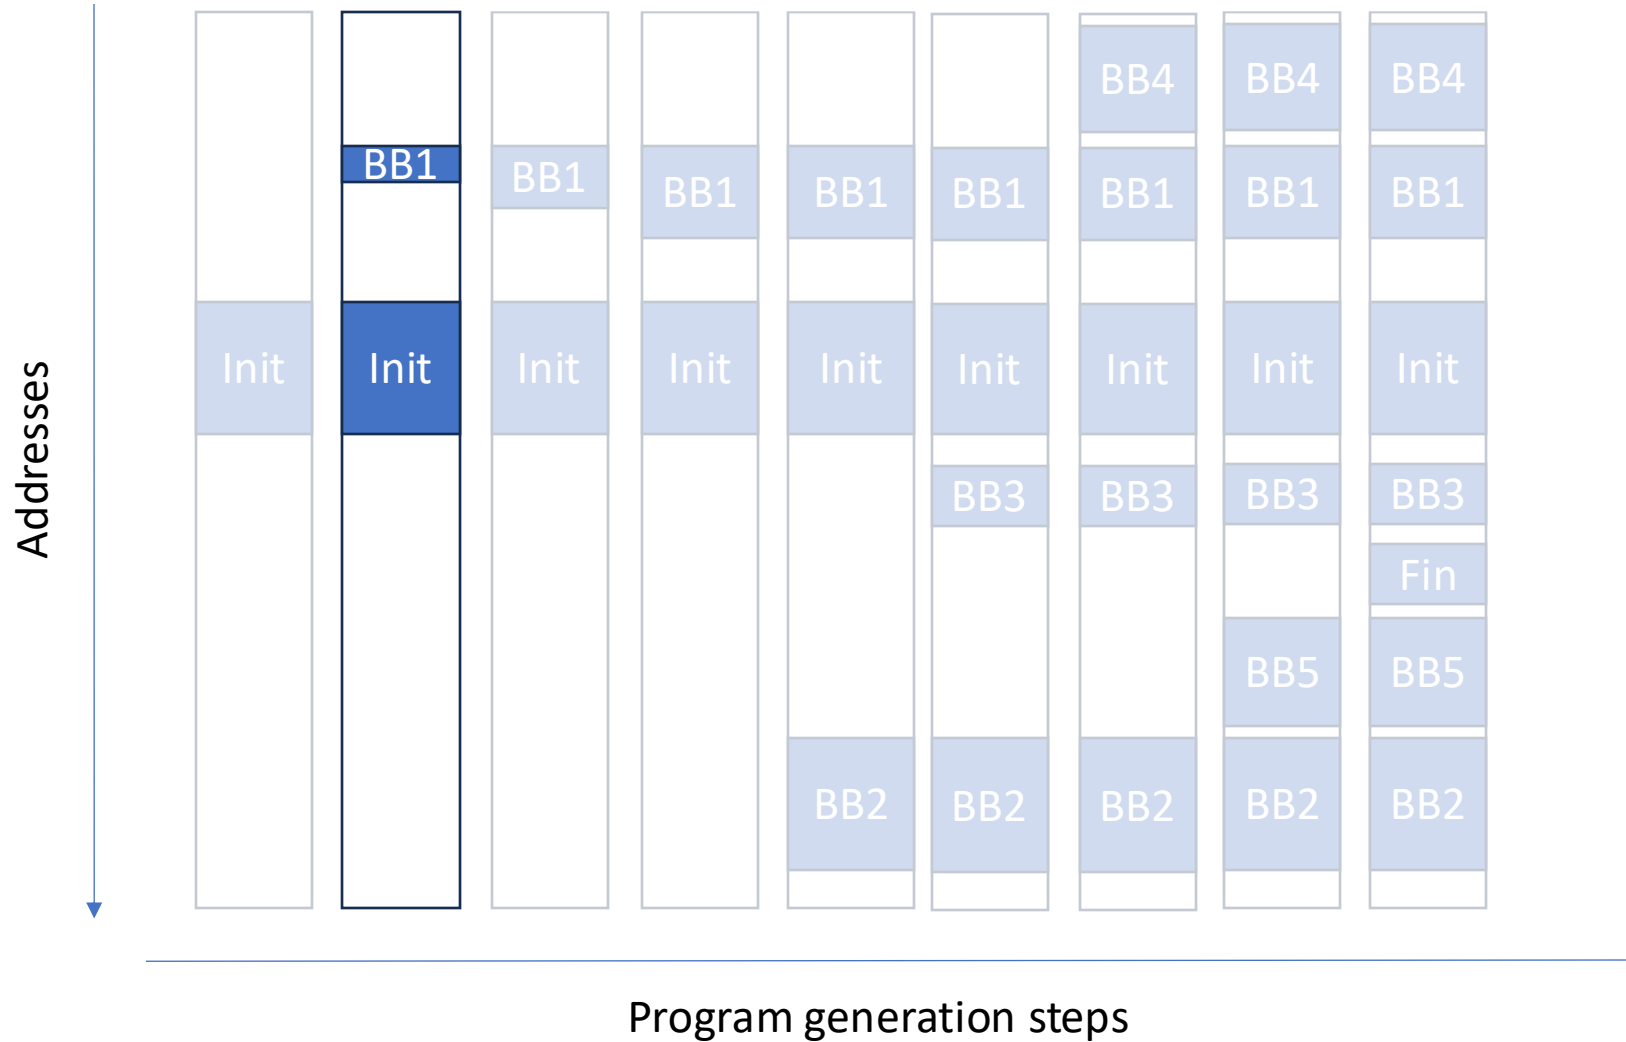 BB4 BB4 BB4
BB1 BB1 BB1 BB1 BB1 BB1 BB1 BB1
Init Init Init Init Init Init Init Init Init
BB3 BB3 BB3 BB3
Fin
BB5 BB5
BB2 BB2 BB2 BB2 BB2
Addresses
Program generation steps